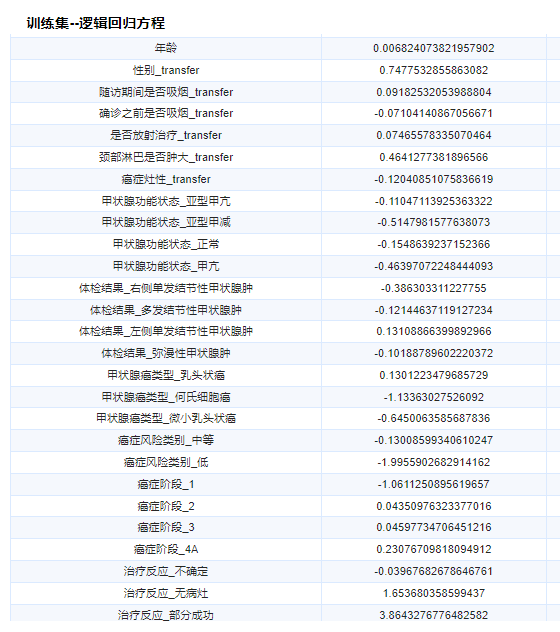 训练集--逻辑回归方程
年龄 0.006824073821957902
性别_transfer 0.7477532855863082
随访期间是否吸烟_transfer 0.09182532053988804
确诊之前是否吸烟_transfer -0.07104140867056671
是否放射治疗_transfer 0.07465578335070464
颈部淋巴是否肿大_transfer 0.4641277381896566
癌症灶性_transfer -0.12040851075836619
甲状腺功能状态_亚型甲亢 -0.11047113925363322
甲状腺功能状态_亚型甲减 -0.5147981577638073
甲状腺功能状态_正常 -0.1548639237152366
甲状腺功能状态_甲亢 -0.46397072248444093
体检结果_右侧单发结节性甲状腺肿 -0.386303311227755
体检结果_多发结节性甲状腺肿 -0.12144637119127234
体检结果_左侧单发结节性甲状腺肿 0.13108866399892966
体检结果_弥漫性甲状腺肿 -0.10188789602220372
甲状腺癌类型_乳头状癌 0.1301223479685729
甲状腺癌类型_何氏细胞癌 -1.13363027526092
甲状腺癌类型_微小乳头状癌 -0.6450063585687836
癌症风险类别_中等 -0.13008599340610247
癌症风险类别_低 -1.9955902682914162
癌症阶段_1 -1.0611250895619657
癌症阶段_2 0.04350976323377016
癌症阶段_3 0.04597734706451216
癌症阶段_4A 0.23076709818094912
治疗反应_不确定 -0.03967682678646761
治疗反应_无病灶 1.653680358599437
治疗反应_部分成功 3.8643276776482582